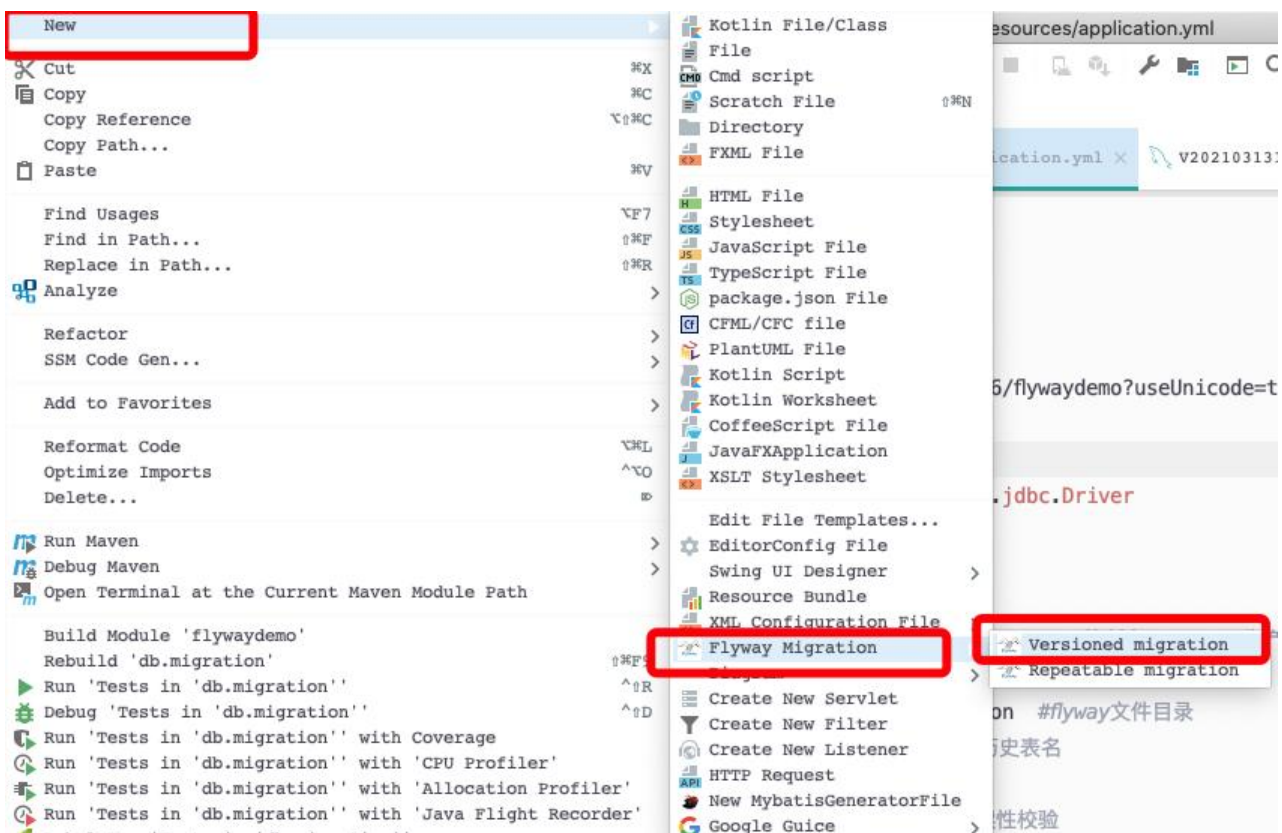 New
Cut ⌘X
Copy ⌘C
Copy Reference ⌥⇧⌘C
Copy Path...
Paste ⌘V
Find Usages ⌥F7
Find in Path... ⇧⌘F
Replace in Path... ⇧⌘R
Analyze
Refactor
SSM Code Gen...
Add to Favorites
Reformat Code ⌥⌘L
Optimize Imports ^⌥O
Delete... ⌦
Run Maven
Debug Maven
Open Terminal at the Current Maven Module Path
Build Module 'flywaydemo'
Rebuild 'db.migration' ⇧⌘F9
Run 'Tests in 'db.migration'' ^⇧R
Debug 'Tests in 'db.migration'' ^⇧D
Run 'Tests in 'db.migration'' with Coverage
Run 'Tests in 'db.migration'' with 'CPU Profiler'
Run 'Tests in 'db.migration'' with 'Allocation Profiler'
Run 'Tests in 'db.migration'' with 'Java Flight Recorder'
Kotlin File/Class
File
Cmd script
Scratch File ⇧⌘N
Directory
FXML File
HTML File
Stylesheet
JavaScript File
TypeScript File
package.json File
CFML/CFC file
PlantUML File
Kotlin Script
Kotlin Worksheet
CoffeeScript File
JavaFXApplication
XSLT Stylesheet
Edit File Templates...
EditorConfig File
Swing UI Designer
Resource Bundle
XML Configuration File
Flyway Migration
Diagram
Create New Servlet
Create New Filter
Create New Listener
HTTP Request
New MybatisGeneratorFile
Google Guice
Versioned migration
Repeatable migration
esources/application.yml
ication.yml V202103131
6/flywaydemo?useUnicode=t
.jdbc.Driver
on #flyway文件目录
历史表名
性校验